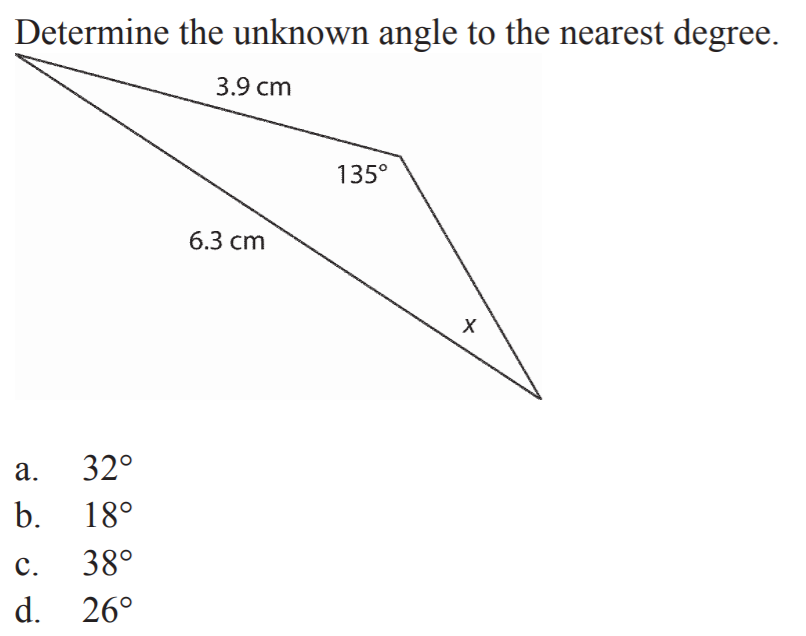 Determine the unknown angle to the nearest degree.
3.9 cm
135°
6.3 cm
x
a. 32°
b. 18°
c. 38°
d. 26°